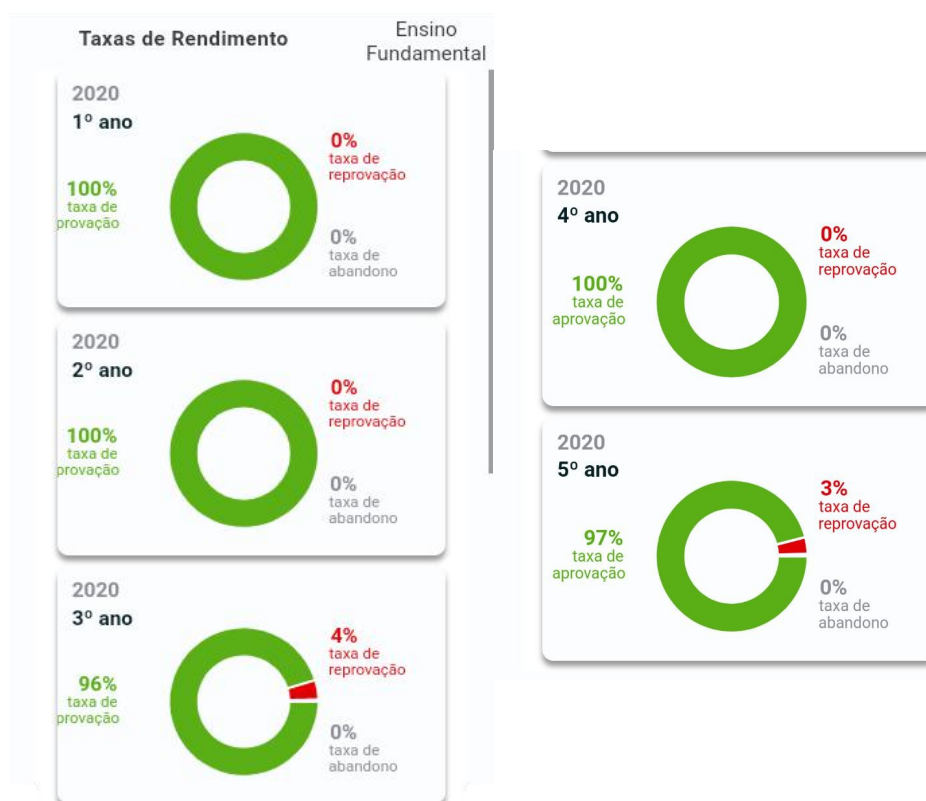 Taxas de Rendimento
Ensino
Fundamental
2020
1º ano
100%
taxa de
provação
0%
taxa de
reprovação
0%
taxa de
abandono
2020
2º ano
100%
taxa de
provação
0%
taxa de
reprovação
0%
taxa de
abandono
2020
3º ano
96%
taxa de
provação
4%
taxa de
reprovação
0%
taxa de
abandono
2020
4º ano
100%
taxa de
aprovação
0%
taxa de
reprovação
0%
taxa de
abandono
2020
5º ano
97%
taxa de
aprovação
3%
taxa de
reprovação
0%
taxa de
abandono